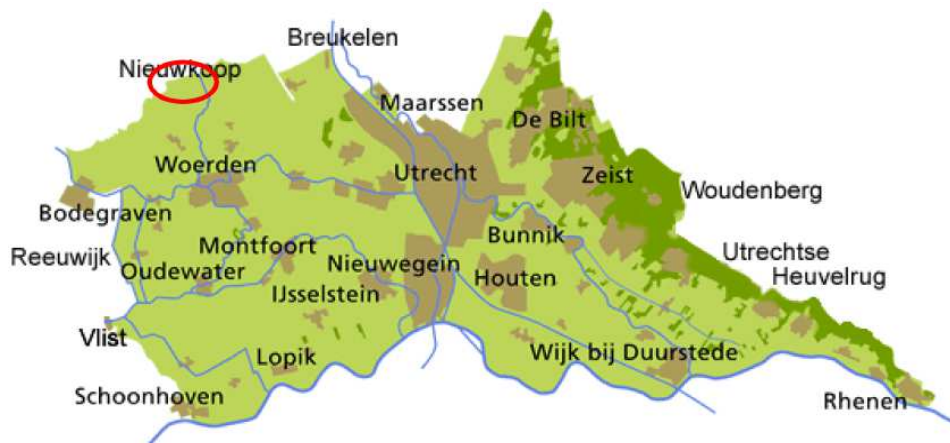 Breukelen
Nieuwkoop
Maarssen
De Bilt
Woerden
Utrecht
Zeist
Woudenberg
Bodegraven
Reeuwijk
Montfoort
Bunnik
Utrechtse
Heuvelrug
Oudewater
Nieuwegein
Houten
IJsselstein
Vlist
Lopik
Wijk bij Duurstede
Schoonhoven
Rhenen